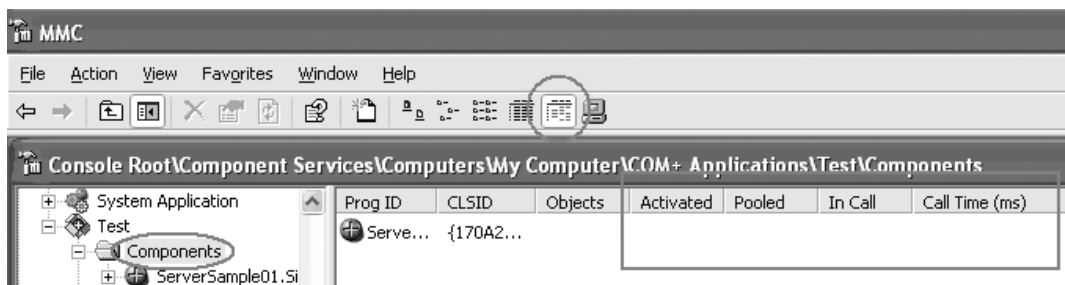 MMC
File Action View Favorites Window Help
Console Root\Component Services\Computers\My Computer\COM+ Applications\Test\Components
System Application
Test
Components
ServerSample01.Si
Prog ID CLSID Objects Activated Pooled In Call Call Time (ms)
Serve... {170A2...